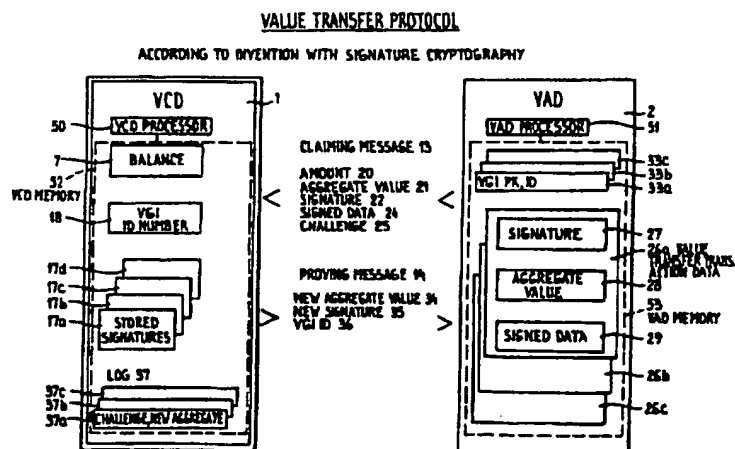 VALUE TRANSFER PROTOCOL
ACCORDING TO INVENTION WITH SIGNATURE CRYPTOGRAPHY
VCD
1
50
VCD PROCESSOR
7
BALANCE
52
VCD MEMORY
18
VGI
ID NUMBER
17d
17c
17b
17a
STORED
SIGNATURES
LOG 37
37c
37b
37a
CHALLENGE, NEW AGGREGATE
CLAIMING MESSAGE 13
AMOUNT 20
AGGREGATE VALUE 21
SIGNATURE 22
SIGNED DATA 24
CHALLENGE 25
PROVING MESSAGE 14
NEW AGGREGATE VALUE 34
NEW SIGNATURE 35
VGI ID 36
VAD
2
VAD PROCESSOR
51
33c
33b
VGI PK, ID
33a
SIGNATURE
27
26a VALUE
TRANSFER TRANS
ACTION DATA
AGGREGATE
VALUE
28
53
VAD MEMORY
SIGNED DATA
29
26b
26c